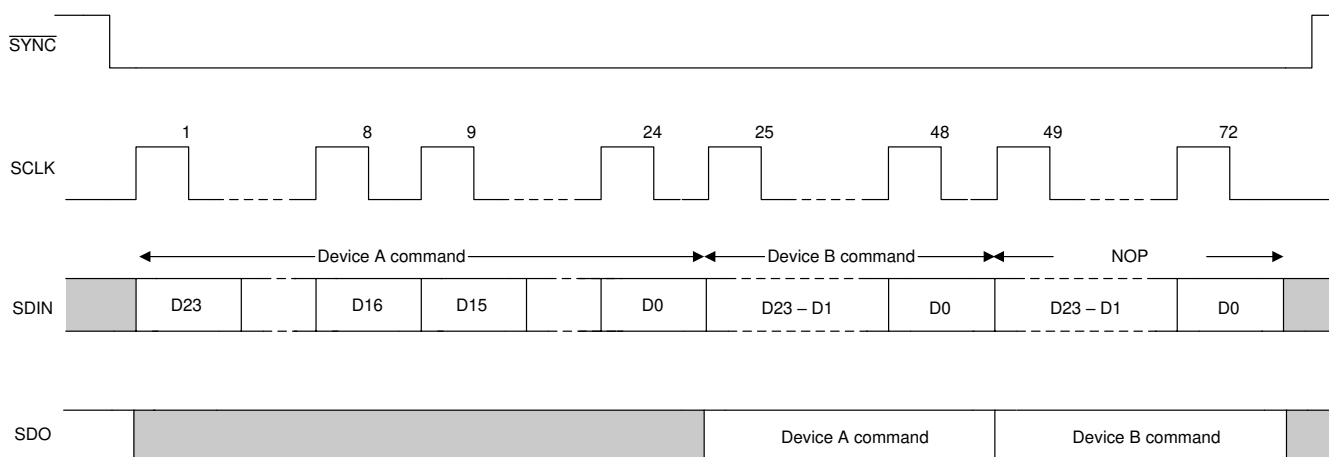 SYNC
1 8 9 24 25 48 49 72
SCLK
Device A command Device B command NOP
SDIN D23 D16 D15 D0 D23 – D1 D0 D23 – D1 D0
SDO Device A command Device B command